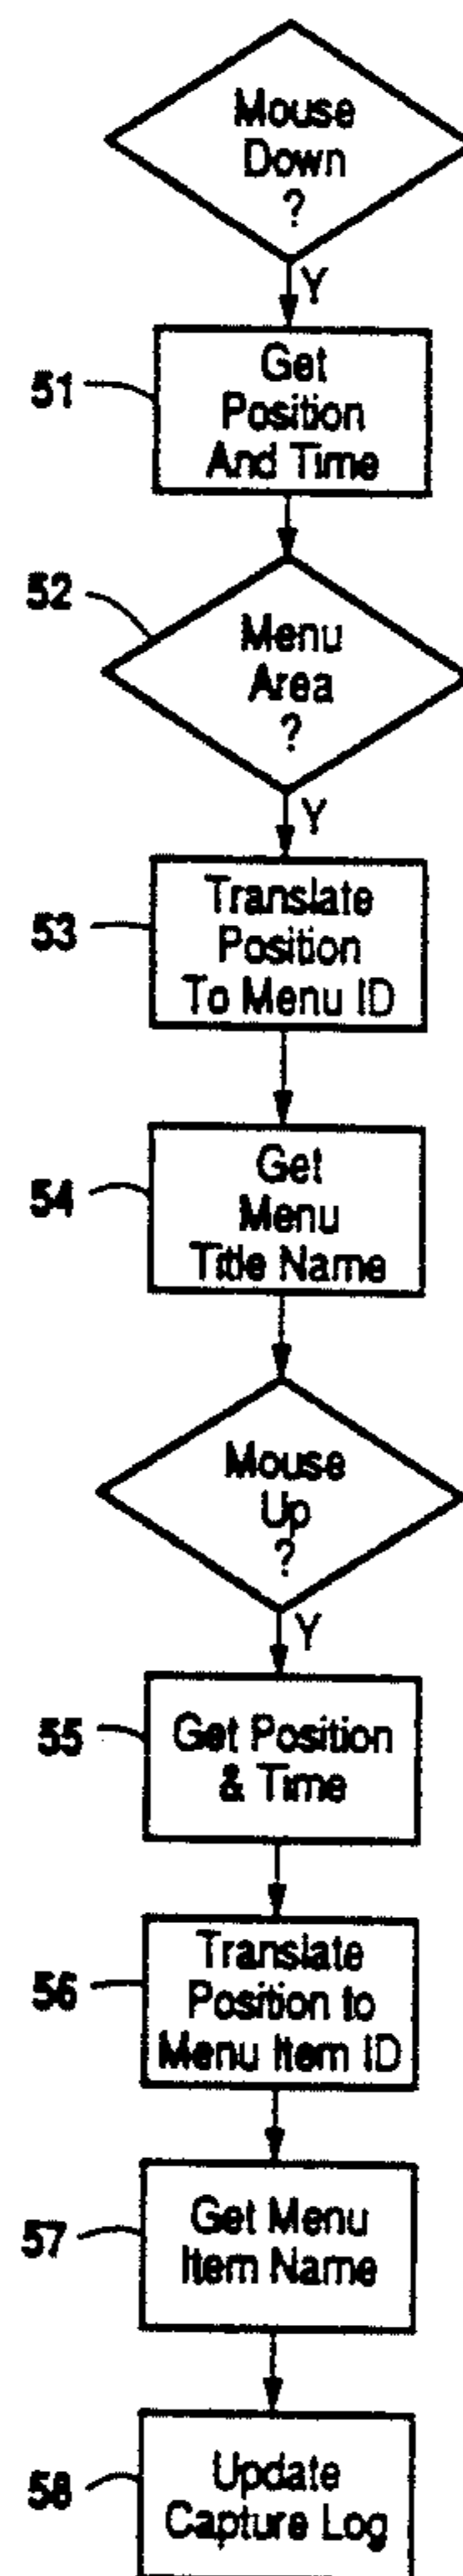 Mouse
Down
?
Y
51
Get
Position
And Time
52
Menu
Area
?
Y
53
Translate
Position
To Menu ID
54
Get
Menu
Title Name
Mouse
Up
?
Y
55
Get Position
& Time
56
Translate
Position to
Menu Item ID
57
Get Menu
Item Name
58
Update
Capture Log